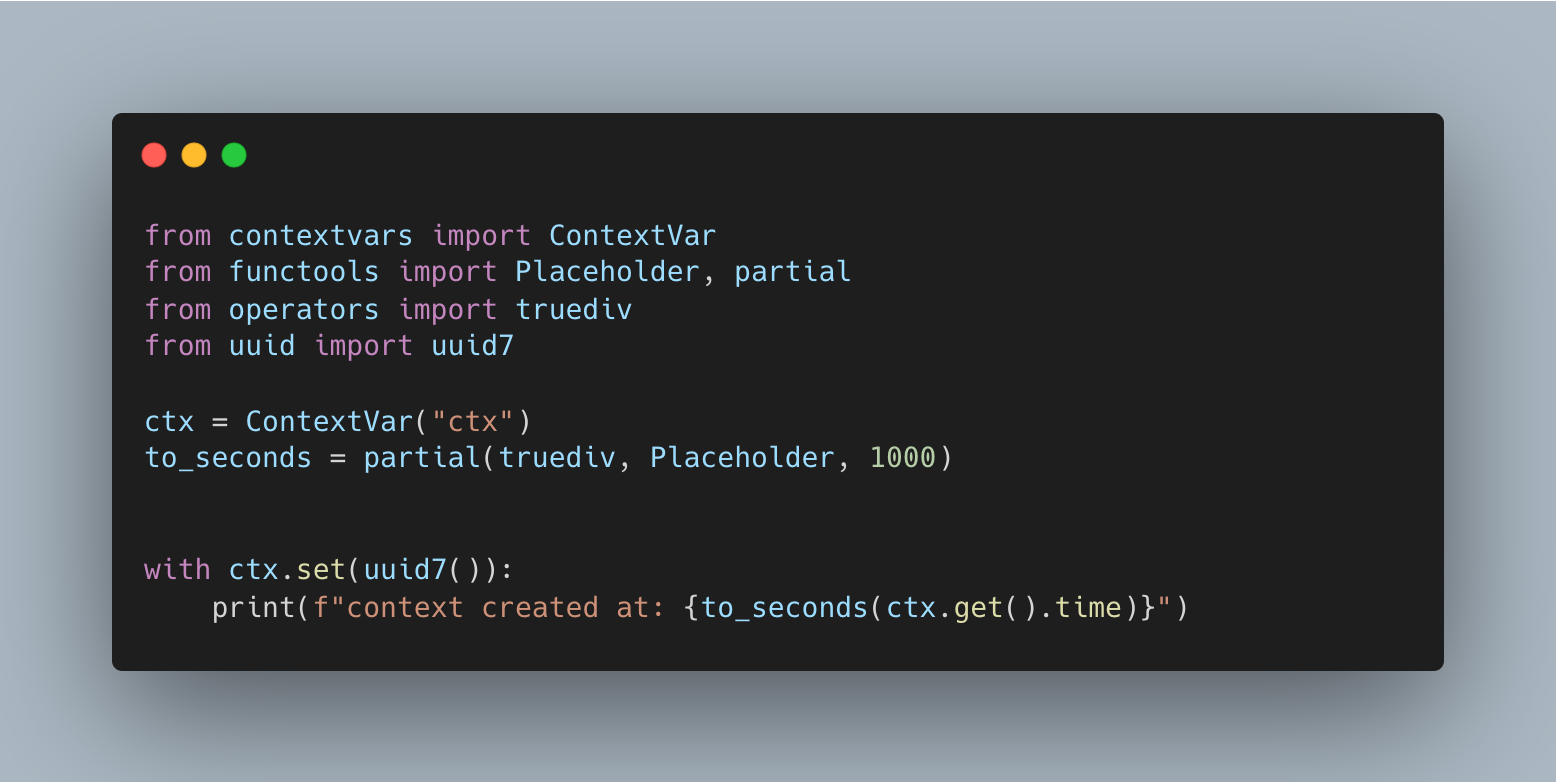 from contextvars import ContextVar
from functools import Placeholder, partial
from operators import truediv
from uuid import uuid7
ctx = ContextVar("ctx")
to_seconds = partial(truediv, Placeholder, 1000)
with ctx.set(uuid7()):
    print(f"context created at: {to_seconds(ctx.get().time)}")